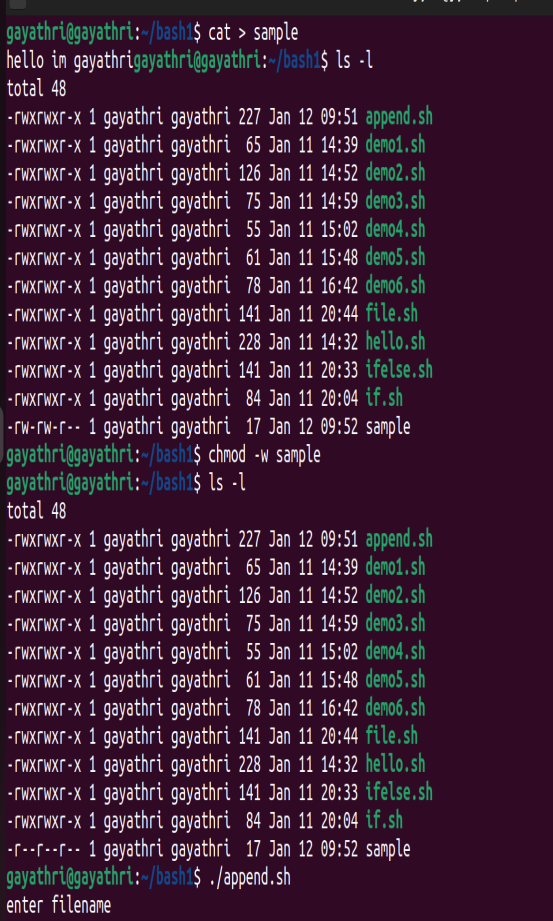 gayathri@gayathri:~/bash1$ cat > sample
hello im gayathrigayathri@gayathri:~/bash1$ ls -l
total 48
-rwxrwxr-x 1 gayathri gayathri 227 Jan 12 09:51 append.sh
-rwxrwxr-x 1 gayathri gayathri  65 Jan 11 14:39 demo1.sh
-rwxrwxr-x 1 gayathri gayathri 126 Jan 11 14:52 demo2.sh
-rwxrwxr-x 1 gayathri gayathri  75 Jan 11 14:59 demo3.sh
-rwxrwxr-x 1 gayathri gayathri  55 Jan 11 15:02 demo4.sh
-rwxrwxr-x 1 gayathri gayathri  61 Jan 11 15:48 demo5.sh
-rwxrwxr-x 1 gayathri gayathri  78 Jan 11 16:42 demo6.sh
-rwxrwxr-x 1 gayathri gayathri 141 Jan 11 20:44 file.sh
-rwxrwxr-x 1 gayathri gayathri 228 Jan 11 14:32 hello.sh
-rwxrwxr-x 1 gayathri gayathri 141 Jan 11 20:33 ifelse.sh
-rwxrwxr-x 1 gayathri gayathri  84 Jan 11 20:04 if.sh
-rw-rw-r-- 1 gayathri gayathri  17 Jan 12 09:52 sample
gayathri@gayathri:~/bash1$ chmod -w sample
gayathri@gayathri:~/bash1$ ls -l
total 48
-rwxrwxr-x 1 gayathri gayathri 227 Jan 12 09:51 append.sh
-rwxrwxr-x 1 gayathri gayathri  65 Jan 11 14:39 demo1.sh
-rwxrwxr-x 1 gayathri gayathri 126 Jan 11 14:52 demo2.sh
-rwxrwxr-x 1 gayathri gayathri  75 Jan 11 14:59 demo3.sh
-rwxrwxr-x 1 gayathri gayathri  55 Jan 11 15:02 demo4.sh
-rwxrwxr-x 1 gayathri gayathri  61 Jan 11 15:48 demo5.sh
-rwxrwxr-x 1 gayathri gayathri  78 Jan 11 16:42 demo6.sh
-rwxrwxr-x 1 gayathri gayathri 141 Jan 11 20:44 file.sh
-rwxrwxr-x 1 gayathri gayathri 228 Jan 11 14:32 hello.sh
-rwxrwxr-x 1 gayathri gayathri 141 Jan 11 20:33 ifelse.sh
-rwxrwxr-x 1 gayathri gayathri  84 Jan 11 20:04 if.sh
-r--r--r-- 1 gayathri gayathri  17 Jan 12 09:52 sample
gayathri@gayathri:~/bash1$ ./append.sh
enter filename